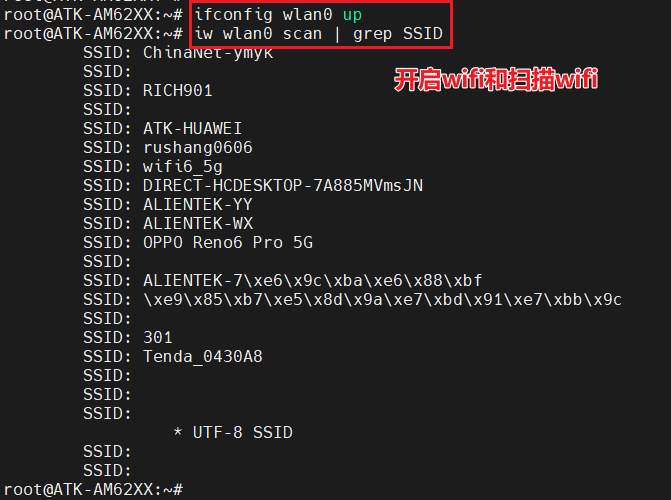 root@ATK-AM62XX:~#
root@ATK-AM62XX:~# ifconfig wlan0 up
root@ATK-AM62XX:~# iw wlan0 scan | grep SSID
SSID: ChinaNet-ymyk
SSID:
开启wifi和扫描wifi
SSID: RICH901
SSID:
SSID: ATK-HUAWEI
SSID: rushang0606
SSID: wifi6_5g
SSID: DIRECT-HCDESKTOP-7A885MVmsJN
SSID: ALIENTEK-YY
SSID: ALIENTEK-WX
SSID: OPPO Reno6 Pro 5G
SSID:
SSID: ALIENTEK-7\xe6\x9c\xba\xe6\x88\xbf
SSID: \xe9\x85\xb7\xe5\x8d\x9a\xe7\xbd\x91\xe7\xbb\x9c
SSID:
SSID: 301
SSID: Tenda_0430A8
SSID:
SSID:
SSID:
* UTF-8 SSID
SSID:
SSID:
root@ATK-AM62XX:~#